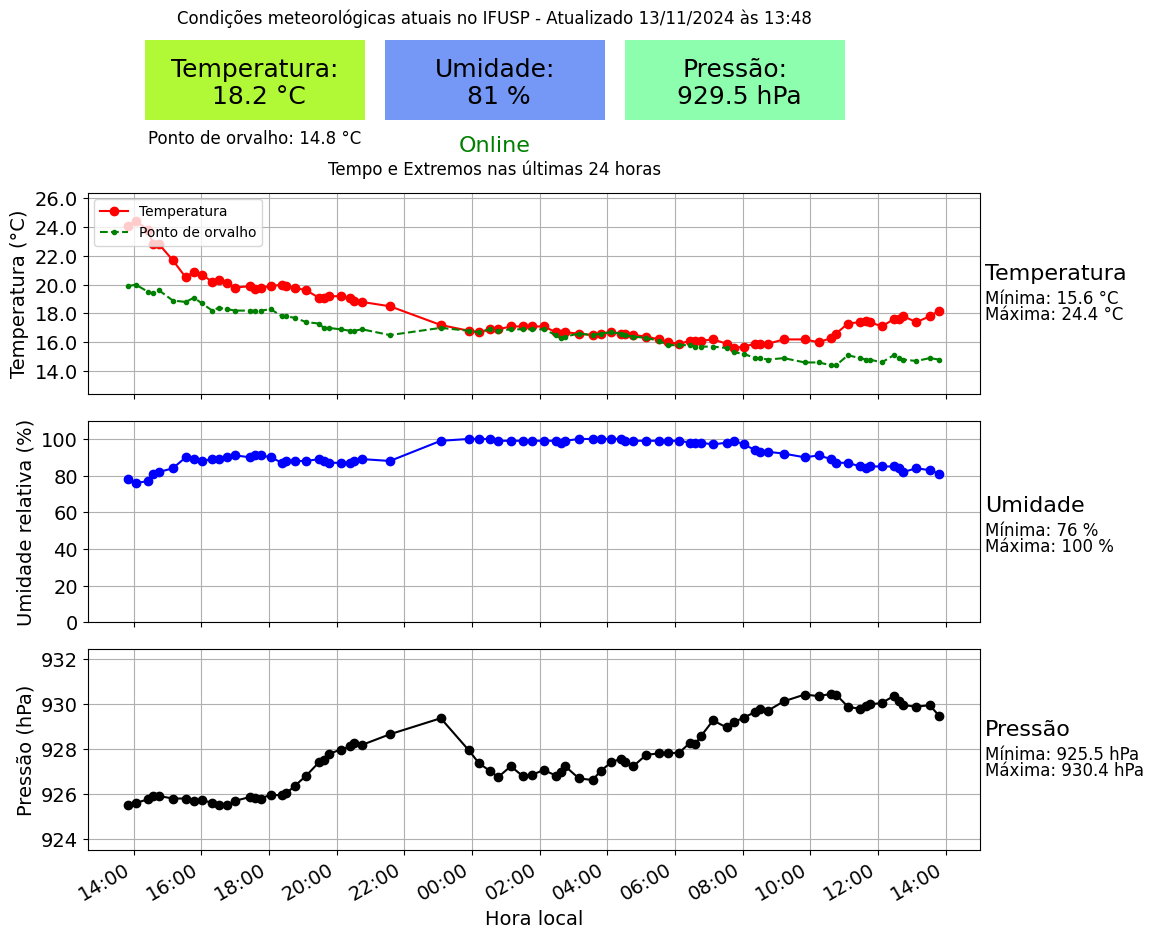 Condições meteorológicas atuais no IFUSP - Atualizado 13/11/2024 às 13:48
Temperatura:
18.2 °C
Umidade:
81 %
Pressão:
929.5 hPa
Ponto de orvalho: 14.8 °C
Online
Tempo e Extremos nas últimas 24 horas
Temperatura (°C)
26.0
24.0
22.0
20.0
18.0
16.0
14.0
Temperatura
Ponto de orvalho
Temperatura
Mínima: 15.6 °C
Máxima: 24.4 °C
Umidade relativa (%)
100
80
60
40
20
0
Umidade
Mínima: 76 %
Máxima: 100 %
Pressão (hPa)
932
930
928
926
924
Pressão
Mínima: 925.5 hPa
Máxima: 930.4 hPa
14:00 16:00 18:00 20:00 22:00 00:00 02:00 04:00 06:00 08:00 10:00 12:00 14:00
Hora local